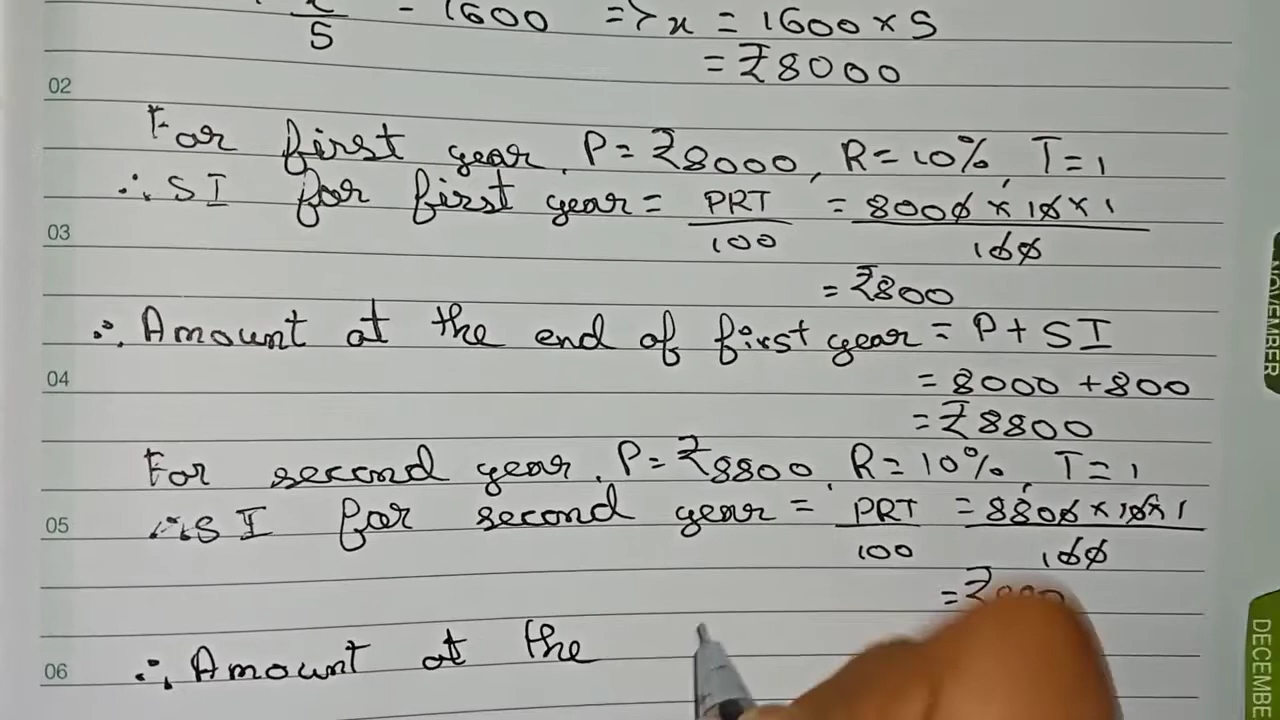 x/5 = 1600 => x = 1600 × 5
= ₹8000
02
For first year, P = ₹8000, R = 10%, T = 1
∴ SI for first year = PRT/100 = 8000 × 10 × 1/100
03
= ₹800
∴ Amount at the end of first year = P + SI
04
= 8000 + 800
= ₹8800
For second year, P = ₹8800, R = 10%, T = 1
05
∴ SI for second year = PRT/100 = 8800 × 10 × 1/100
∴ Amount at the
06
NOVEMBER